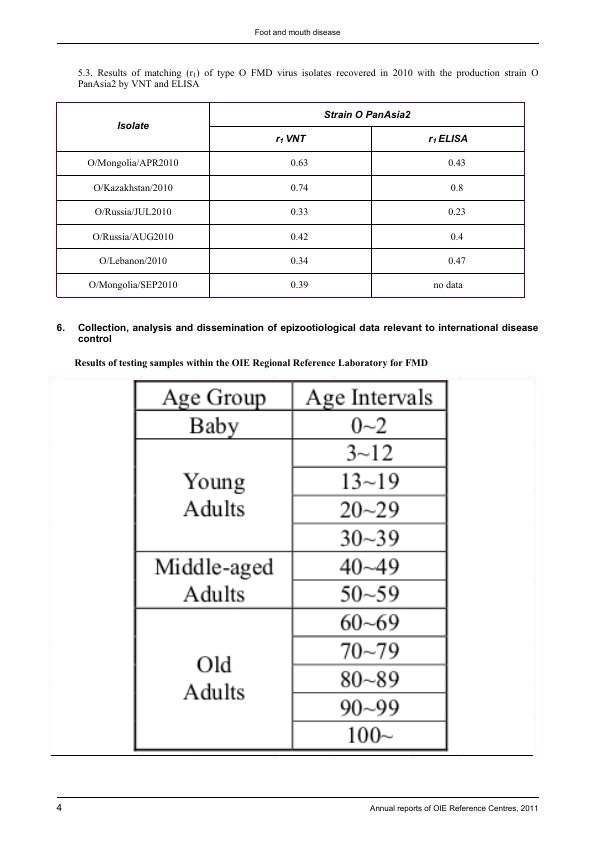 Foot and mouth disease
5.3. Results of matching (r1) of type O FMD virus isolates recovered in 2010 with the production strain O
PanAsia2 by VNT and ELISA
Isolate
Strain O PanAsia2
r1 VNT
r1 ELISA
O/Mongolia/APR2010 0.63 0.43
O/Kazakhstan/2010 0.74 0.8
O/Russia/JUL2010 0.33 0.23
O/Russia/AUG2010 0.42 0.4
O/Lebanon/2010 0.34 0.47
O/Mongolia/SEP2010 0.39 no data
6. Collection, analysis and dissemination of epizootiological data relevant to international disease
control
Results of testing samples within the OIE Regional Reference Laboratory for FMD
Age Group Age Intervals
Baby 0~2
Young
Adults
3~12
13~19
20~29
30~39
Middle-aged
Adults
40~49
50~59
Old
Adults
60~69
70~79
80~89
90~99
100~
4 Annual reports of OIE Reference Centres, 2011